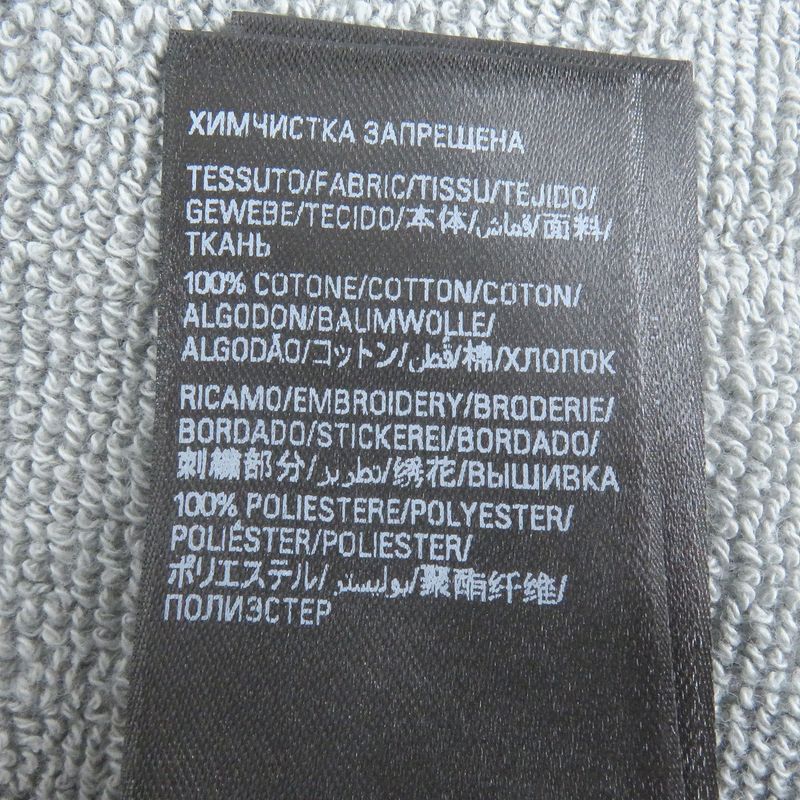 ХИМЧИСТКА ЗАПРЕЩЕНА
TESSUTO/FABRIC/TISSU/TEJIDO/
GEWEBE/TECIDO/本体/قماش/面料/
ТКАНЬ
100% COTONE/COTTON/COTON/
ALGODON/BAUMWOLLE/
ALGODÃO/コットン/قطن/棉/ХЛОПОК
RICAMO/EMBROIDERY/BRODERIE/
BORDADO/STICKEREI/BORDADO/
刺繍部分/تطريز/绣花/ВЫШИВКА
100% POLIESTERE/POLYESTER/
POLIÉSTER/POLIESTER/
ポリエステル/بوليستر/聚酯纤维/
ПОЛИЭСТЕР